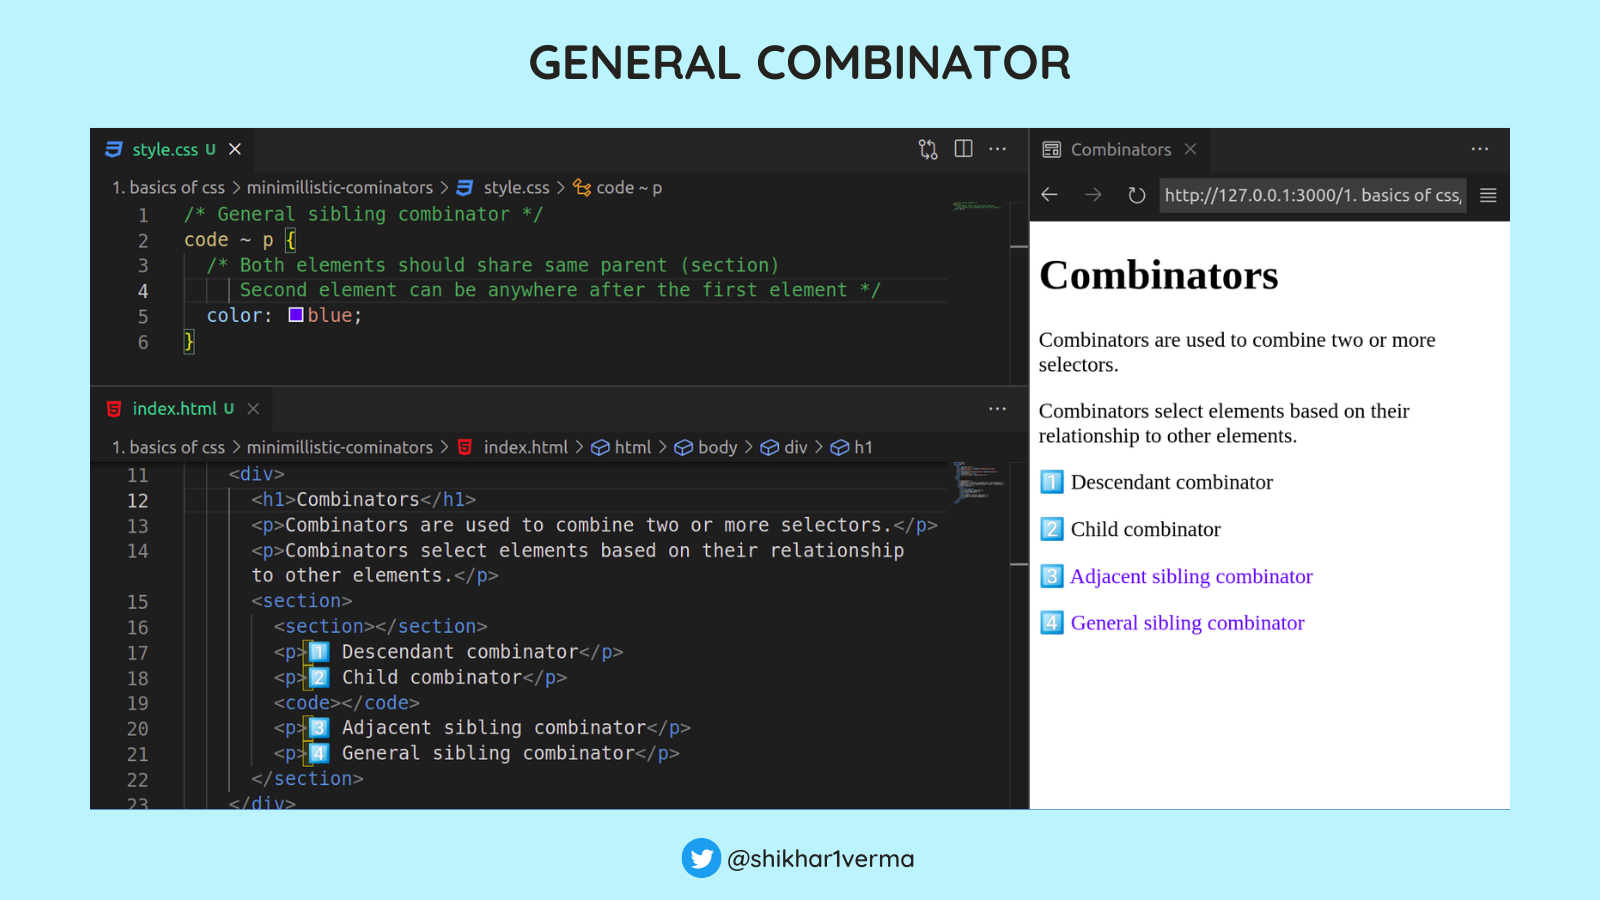 GENERAL COMBINATOR
style.css U
1. basics of css > minimillistic-cominators > style.css > code ~ p
1 /* General sibling combinator */
2 code ~ p {
3 /* Both elements should share same parent (section)
4 Second element can be anywhere after the first element */
5 color: blue;
6 }
index.html U
1. basics of css > minimillistic-cominators > index.html > html > body > div > h1
11 <div>
12 <h1>Combinators</h1>
13 <p>Combinators are used to combine two or more selectors.</p>
14 <p>Combinators select elements based on their relationship
to other elements.</p>
15 <section>
16 <section></section>
17 <p>1️⃣ Descendant combinator</p>
18 <p>2️⃣ Child combinator</p>
19 <code></code>
20 <p>3️⃣ Adjacent sibling combinator</p>
21 <p>4️⃣ General sibling combinator</p>
22 </section>
23 </div>
Combinators
http://127.0.0.1:3000/1. basics of css,
Combinators
Combinators are used to combine two or more
selectors.
Combinators select elements based on their
relationship to other elements.
1️⃣ Descendant combinator
2️⃣ Child combinator
3️⃣ Adjacent sibling combinator
4️⃣ General sibling combinator
@shikhar1verma